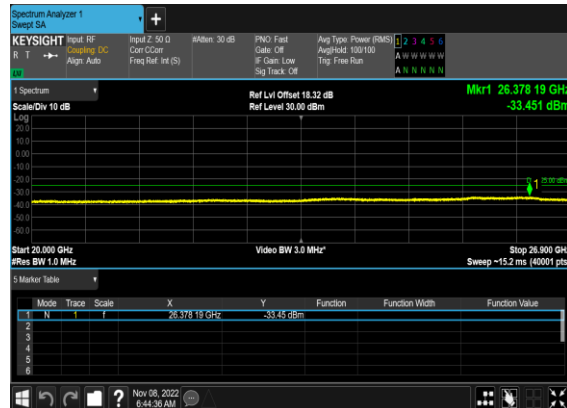 Spectrum Analyzer 1
Swept SA
+
KEYSIGHT Input: RF Input Z: 50 Ω #Atten: 30 dB PNO: Fast Avg Type: Power (RMS) 1 2 3 4 5 6
R T Coupling: DC Corr CCorr Gate: Off Avg|Hold: 100/100 A W W W W W
Align: Auto Freq Ref: Int (S) IF Gain: Low Trig: Free Run
Sig Track: Off A N N N N N
1 Spectrum Ref Lvl Offset 18.32 dB Mkr1 26.378 19 GHz
Scale/Div 10 dB Ref Level 30.00 dBm -33.451 dBm
Log
20.0
10.0
0.00
-10.0
-20.0
-30.0
-40.0
-50.0
-60.0
1
Start 20.000 GHz Video BW 3.0 MHz* Stop 26.900 GHz
#Res BW 1.0 MHz Sweep ~15.2 ms (40001 pts)
5 Marker Table
Mode Trace Scale X Y Function Function Width Function Value
1 N 1 f 26.378 19 GHz -33.45 dBm
2
3
4
5
6
? Nov 08, 2022
6:44:36 AM